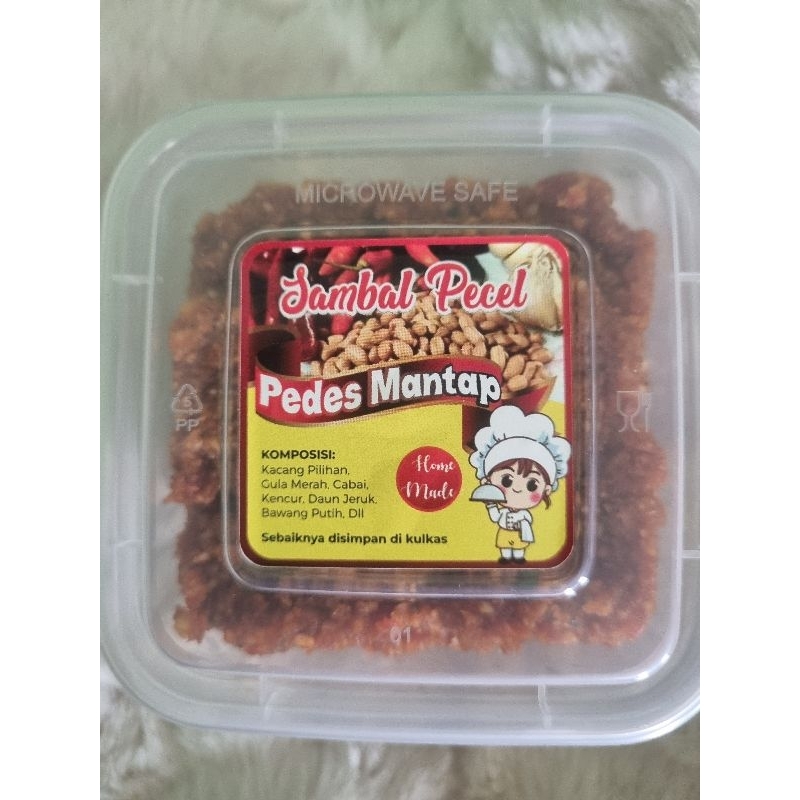 MICROWAVE SAFE
Sambal Pecel
Pedes Mantap
KOMPOSISI:
Kacang Pilihan,
Gula Merah, Cabai,
Kencur, Daun Jeruk,
Bawang Putih, Dll
Home
Made
Sebaiknya disimpan di kulkas
5
PP
01